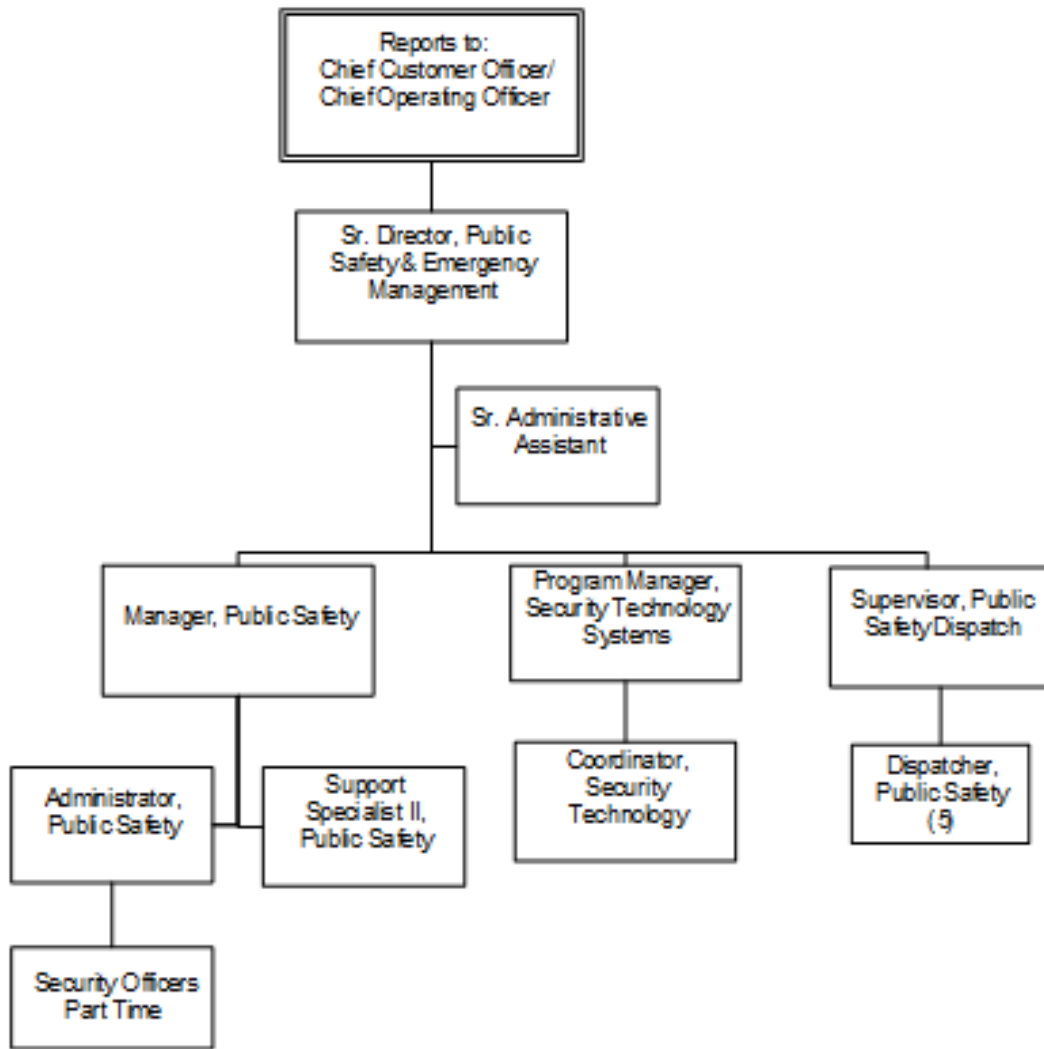 Reports to:
Chief Customer Officer/
Chief Operating Officer
Sr. Director, Public
Safety & Emergency
Management
Sr. Administrative
Assistant
Manager, Public Safety
Program Manager,
Security Technology
Systems
Supervisor, Public
Safety Dispatch
Administrator,
Public Safety
Support
Specialist II,
Public Safety
Coordinator,
Security
Technology
Dispatcher,
Public Safety
(5)
Security Officers
Part Time